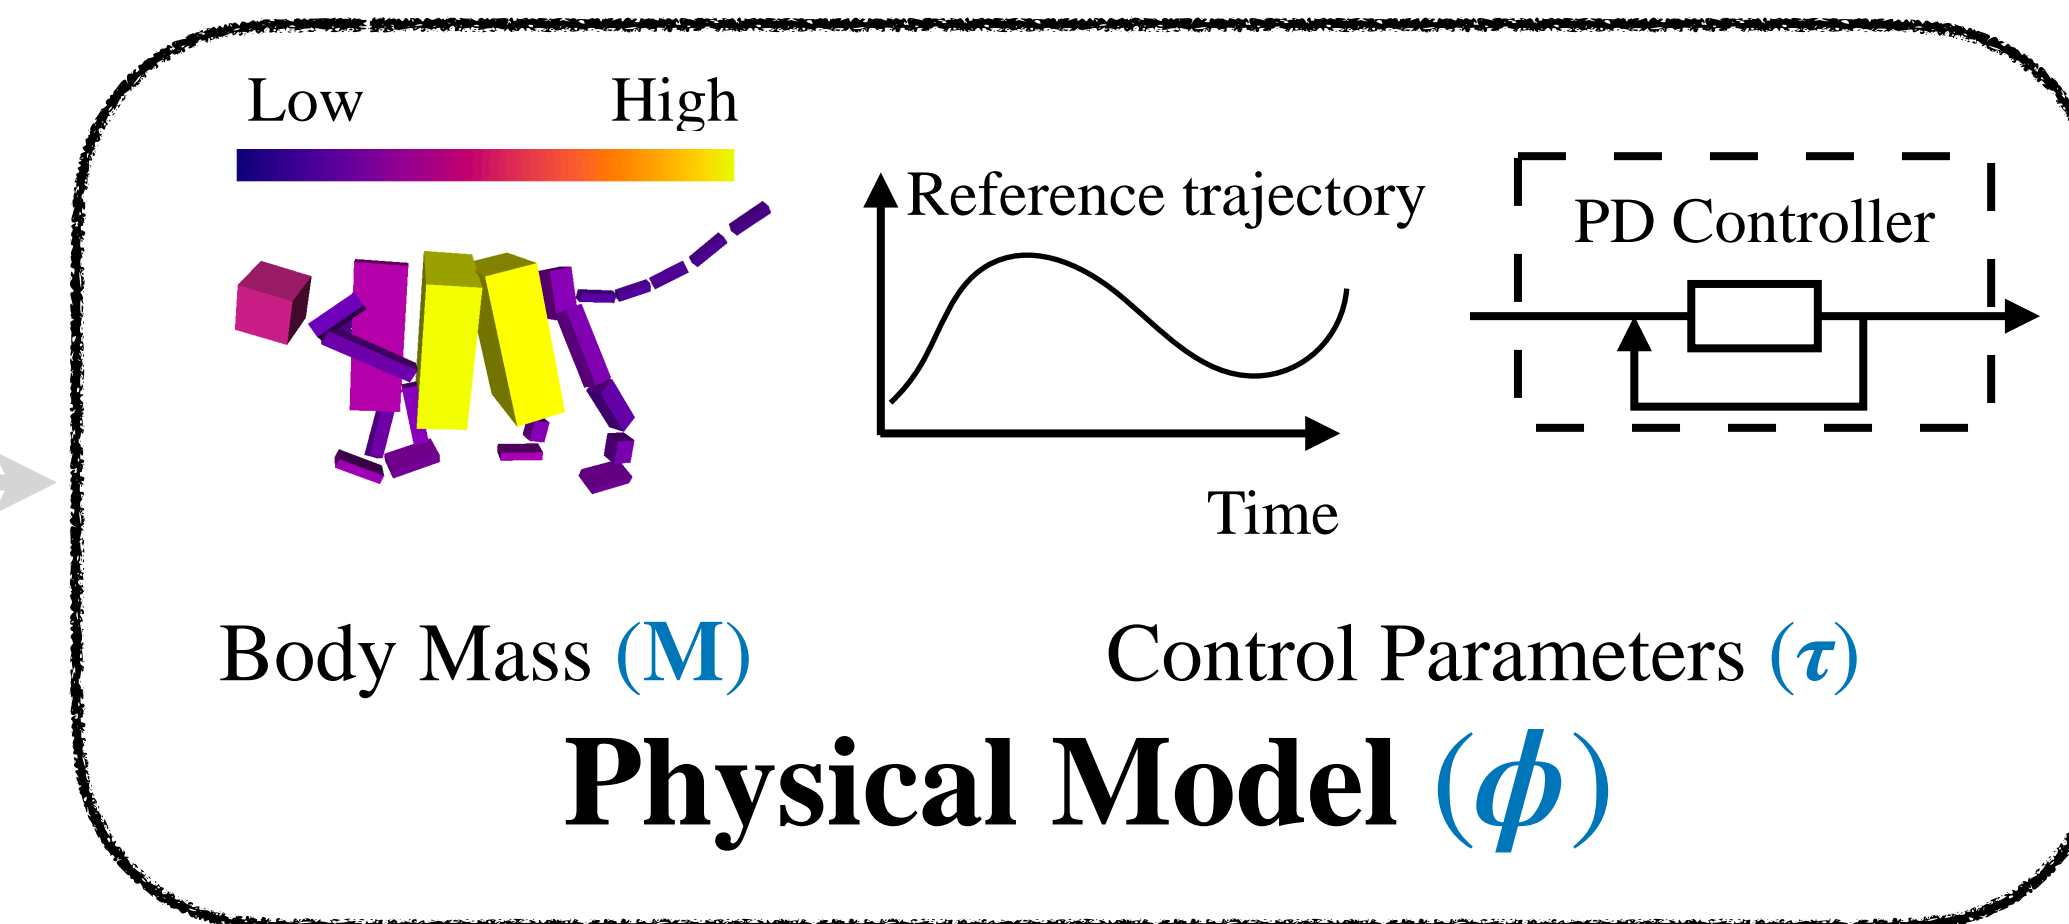 Low High
Reference trajectory
PD Controller
Time
Body Mass (M)
Control Parameters (τ)
Physical Model (ϕ)